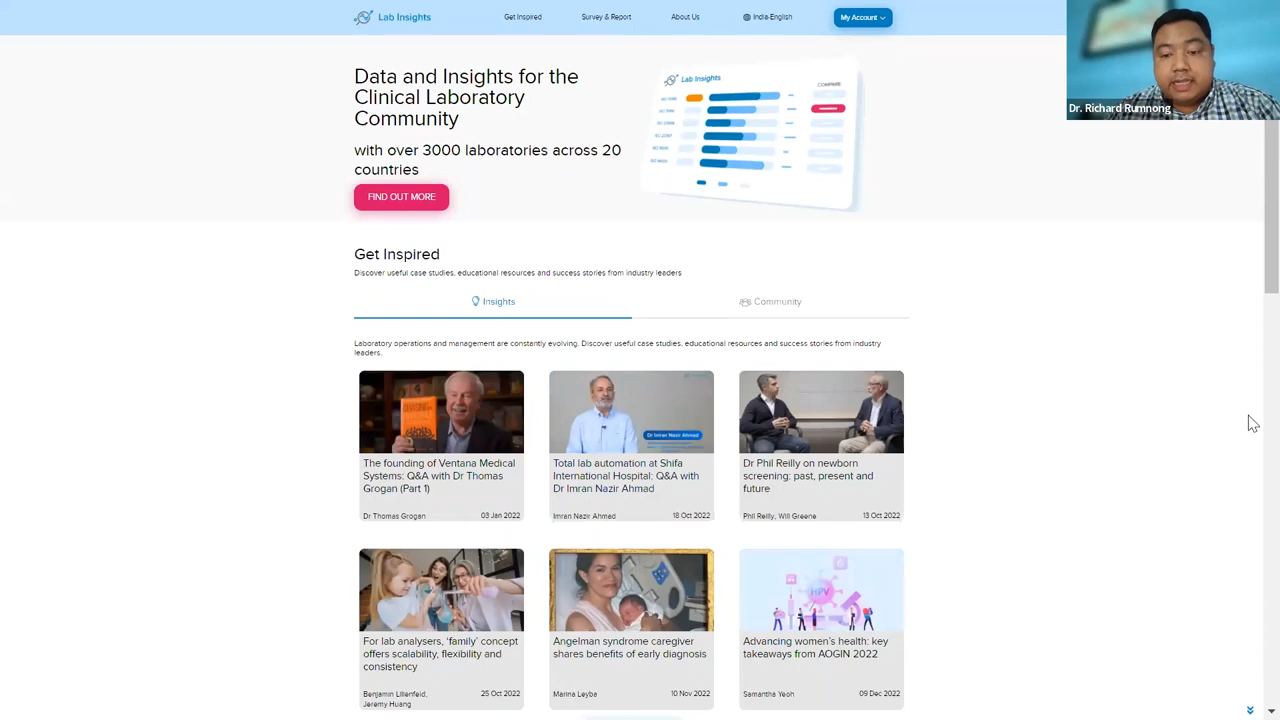 Lab Insights
Get Inspired
Survey & Report
About Us
India-English
My Account
Dr. Richard Rumnong
Data and Insights for the
Clinical Laboratory
Community
with over 3000 laboratories across 20
countries
FIND OUT MORE
Lab Insights
COMPARE
Get Inspired
Discover useful case studies, educational resources and success stories from industry leaders
Insights
Community
Laboratory operations and management are constantly evolving. Discover useful case studies, educational resources and success stories from industry
leaders.
Dr Imran Nazir Ahmad
The founding of Ventana Medical
Systems: Q&A with Dr Thomas
Grogan (Part 1)
Dr Thomas Grogan 03 Jan 2022
Total lab automation at Shifa
International Hospital: Q&A with
Dr Imran Nazir Ahmad
Imran Nazir Ahmad 18 Oct 2022
Dr Phil Reilly on newborn
screening: past, present and
future
Phil Reilly, Will Greene 13 Oct 2022
HPV
For lab analysers, ‘family’ concept
offers scalability, flexibility and
consistency
Benjamin Lilienfeld,
Jeremy Huang
25 Oct 2022
Angelman syndrome caregiver
shares benefits of early diagnosis
Marina Leyba 10 Nov 2022
Advancing women’s health: key
takeaways from AOGIN 2022
Samantha Yeoh 09 Dec 2022